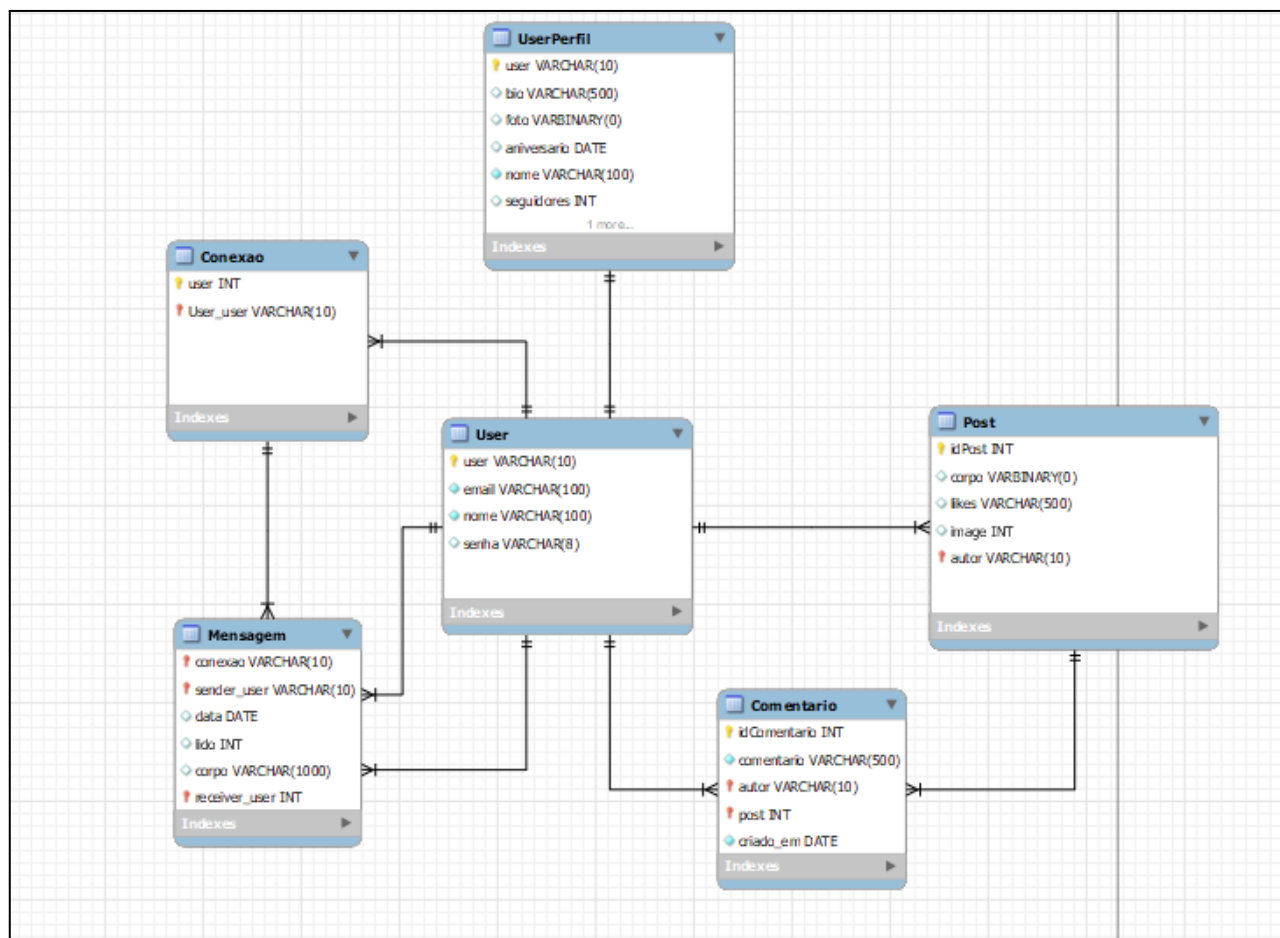 UserPerfil
user VARCHAR(10)
bio VARCHAR(500)
foto VARBINARY(0)
aniversario DATE
nome VARCHAR(100)
seguidores INT
1 more...
Indexes
Conexao
user INT
User_user VARCHAR(10)
Indexes
User
user VARCHAR(10)
email VARCHAR(100)
nome VARCHAR(100)
senha VARCHAR(8)
Indexes
Post
idPost INT
corpo VARBINARY(0)
likes VARCHAR(500)
image INT
autor VARCHAR(10)
Indexes
Mensagem
conexao VARCHAR(10)
sender_user VARCHAR(10)
data DATE
lido INT
corpo VARCHAR(1000)
receiver_user INT
Indexes
Comentario
idComentario INT
comentario VARCHAR(500)
autor VARCHAR(10)
post INT
criado_em DATE
Indexes